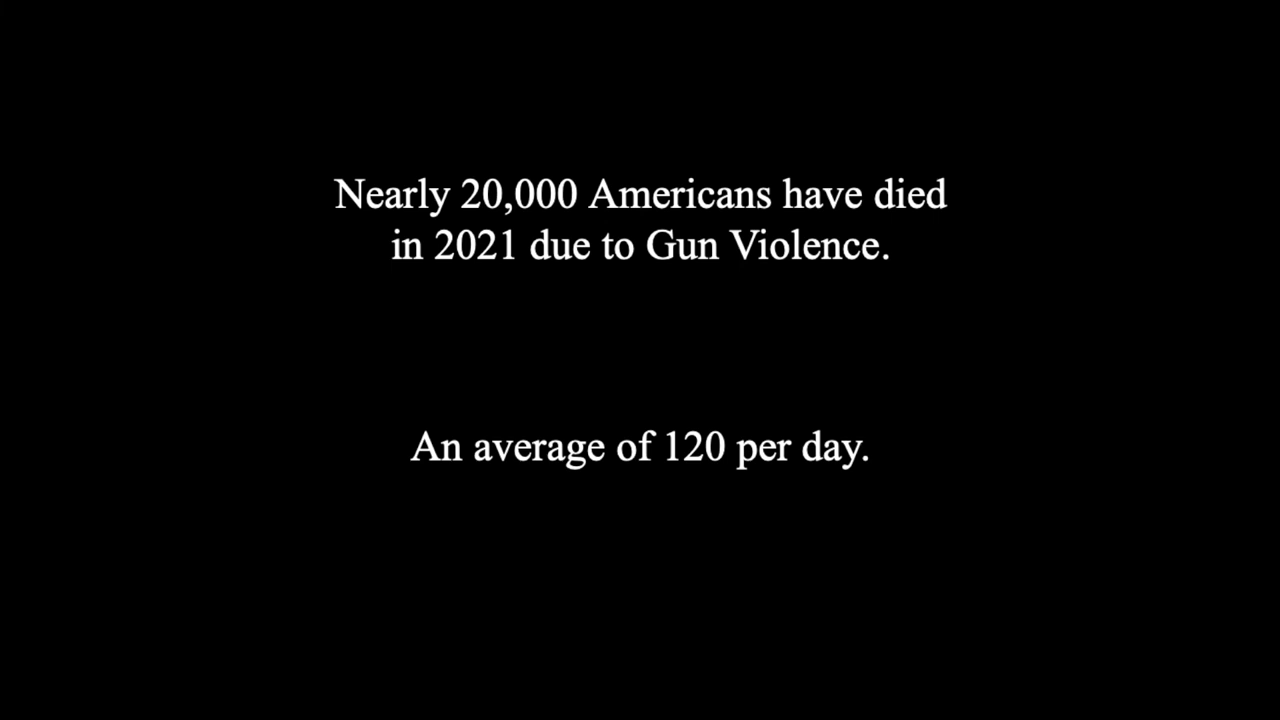 Nearly 20,000 Americans have died
in 2021 due to Gun Violence.
An average of 120 per day.